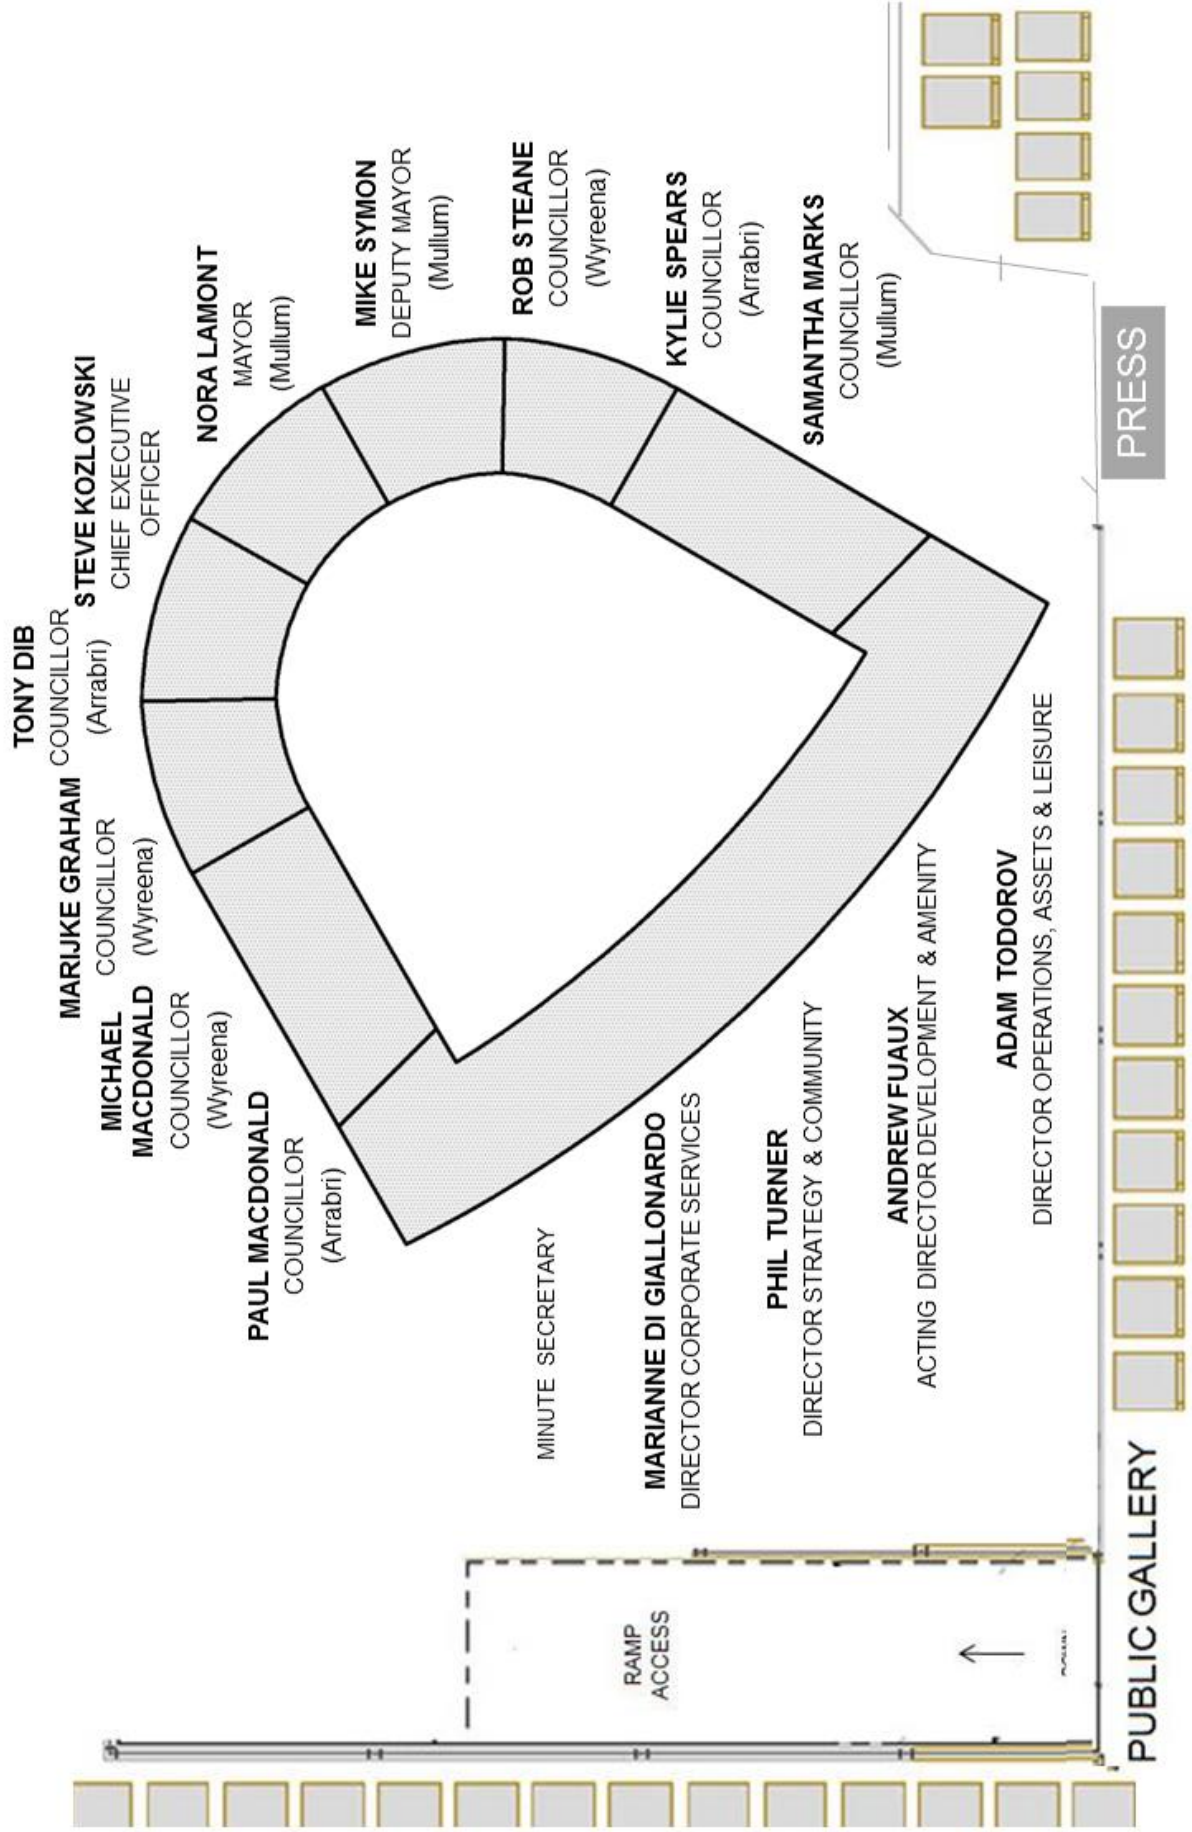 TONY DIB
COUNCILLOR
(Arrabri)
STEVE KOZLOWSKI
CHIEF EXECUTIVE
OFFICER
NORA LAMONT
MAYOR
(Mullum)
MIKE SYMON
DEPUTY MAYOR
(Mullum)
ROB STEANE
COUNCILLOR
(Wyreena)
KYLIE SPEARS
COUNCILLOR
(Arrabri)
SAMANTHA MARKS
COUNCILLOR
(Mullum)
MARIJKE GRAHAM
COUNCILLOR
(Wyreena)
MICHAEL
MACDONALD
COUNCILLOR
(Wyreena)
PAUL MACDONALD
COUNCILLOR
(Arrabri)
MINUTE SECRETARY
MARIANNE DI GIALLONARDO
DIRECTOR CORPORATE SERVICES
PHIL TURNER
DIRECTOR STRATEGY & COMMUNITY
ANDREW FUAUX
ACTING DIRECTOR DEVELOPMENT & AMENITY
ADAM TODOROV
DIRECTOR OPERATIONS, ASSETS & LEISURE
PRESS
RAMP
ACCESS
PUBLIC GALLERY